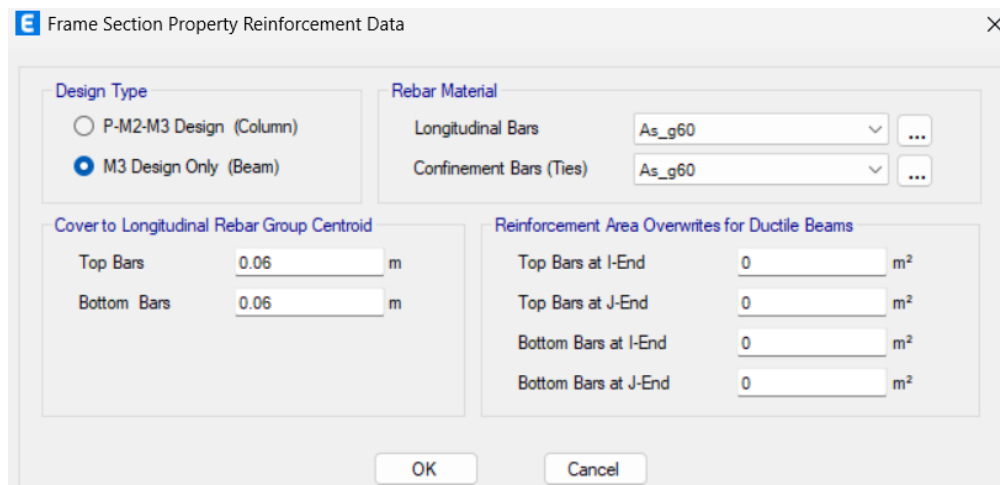 E Frame Section Property Reinforcement Data
Design Type
P-M2-M3 Design (Column)
M3 Design Only (Beam)
Rebar Material
Longitudinal Bars As_g60 ...
Confinement Bars (Ties) As_g60 ...
Cover to Longitudinal Rebar Group Centroid
Top Bars 0.06 m
Bottom Bars 0.06 m
Reinforcement Area Overwrites for Ductile Beams
Top Bars at I-End 0 m²
Top Bars at J-End 0 m²
Bottom Bars at I-End 0 m²
Bottom Bars at J-End 0 m²
OK Cancel